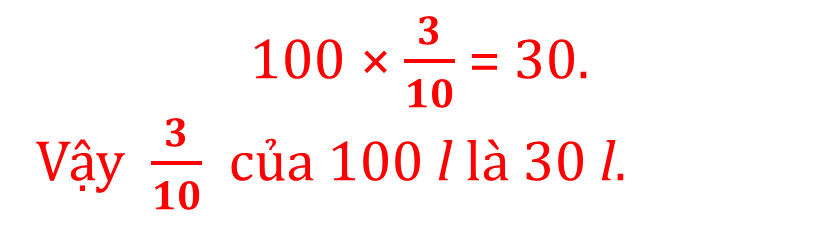 100 × 3/10 = 30.
Vậy 3/10 của 100 l là 30 l.